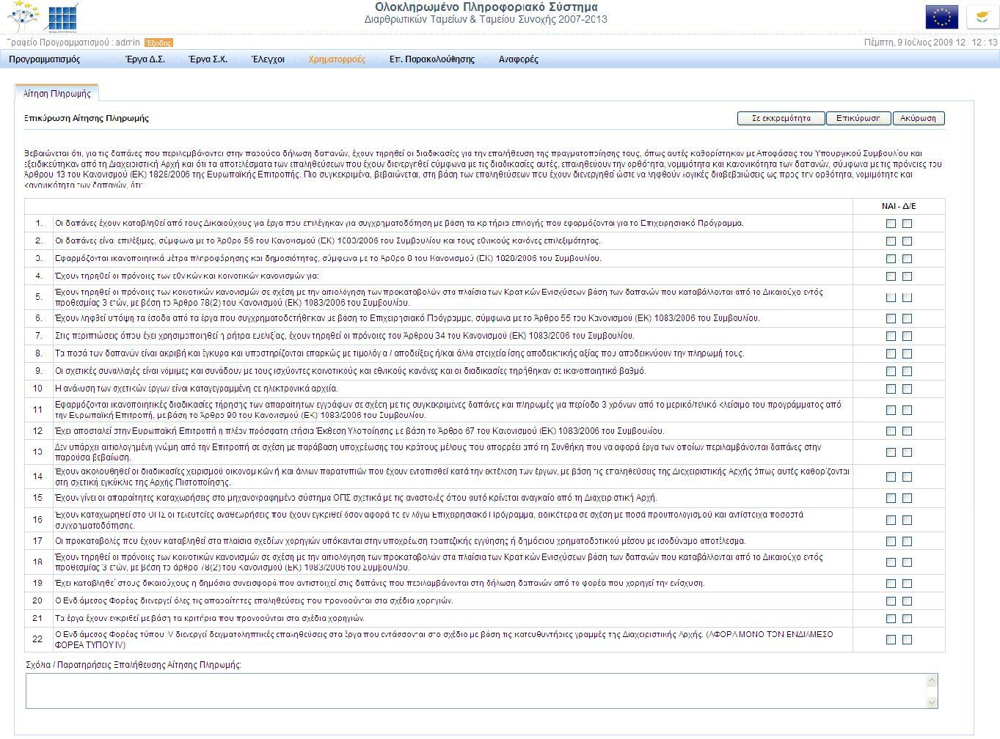 Ολοκληρωμένο Πληροφοριακό Σύστημα
Διαρθρωτικών Ταμείων & Ταμείου Συνοχής 2007-2013
Γραφείο Προγραμματισμού : admin Έξοδος
Πέμπτη, 9 Ιούλιος 2009 12 : 12 : 13
Προγραμματισμός Έργα Δ.Σ. Έργα Σ.Χ. Έλεγχοι Χρηματορροές Επ. Παρακολούθησης Αναφορές
Αίτηση Πληρωμής
Επικύρωση Αίτησης Πληρωμής
Σε εκκρεμότητα Επικύρωση Ακύρωση
Βεβαιώνεται ότι, για τις δαπάνες που περιλαμβάνονται στην παρούσα δήλωση δαπανών, έχουν τηρηθεί οι διαδικασίες για την επαλήθευση της πραγματοποίησης τους, όπως αυτές καθορίστηκαν με Αποφάσεις του Υπουργικού Συμβουλίου και
εξειδικεύτηκαν από τη Διαχειριστική Αρχή και ότι τα αποτελέσματα των επαληθεύσεων που έχουν διενεργηθεί σύμφωνα με τις διαδικασίες αυτές, επαληθεύουν την ορθότητα, νομιμότητα και κανονικότητα των δαπανών, σύμφωνα με τις πρόνοιες του
Άρθρου 13 του Κανονισμού (ΕΚ) 1828/2006 της Ευρωπαϊκής Επιτροπής. Πιο συγκεκριμένα, βεβαιώνεται, στη βάση των επαληθεύσεων που έχουν διενεργηθεί ώστε να ληφθούν λογικές διαβεβαιώσεις ως προς την ορθότητα, νομιμότητα και
κανονικότητα των δαπανών, ότι:
ΝΑΙ - Δ/Ε
1. Οι δαπάνες έχουν καταβληθεί από τους Δικαιούχους για έργα που επιλέγηκαν για συγχρηματοδότηση με βάση τα κριτήρια επιλογής που εφαρμόζονται για το Επιχειρησιακό Πρόγραμμα.
2. Οι δαπάνες είναι επιλέξιμες, σύμφωνα με το Άρθρο 56 του Κανονισμού (ΕΚ) 1083/2006 του Συμβουλίου και τους εθνικούς κανόνες επιλεξιμότητας.
3. Εφαρμόζονται ικανοποιητικά μέτρα πληροφόρησης και δημοσιότητας, σύμφωνα με το Άρθρο 8 του Κανονισμού (ΕΚ) 1828/2006 του Συμβουλίου.
4. Έχουν τηρηθεί οι πρόνοιες των εθνικών και κοινοτικών κανονισμών για:
5. Έχουν τηρηθεί οι πρόνοιες των κοινοτικών κανονισμών σε σχέση με την αιτιολόγηση των προκαταβολών στα πλαίσια των Κρατικών Ενισχύσεων βάση των δαπανών που καταβάλλονται από το Δικαιούχο εντός
προθεσμίας 3 ετών, με βάση το Άρθρο 78(2) του Κανονισμού (ΕΚ) 1083/2006 του Συμβουλίου.
6. Έχουν ληφθεί υπόψη τα έσοδα από τα έργα που συγχρηματοδοτήθηκαν με βάση το Επιχειρησιακό Πρόγραμμα, σύμφωνα με το Άρθρο 55 του Κανονισμού (ΕΚ) 1083/2006 του Συμβουλίου.
7. Στις περιπτώσεις όπου έχει χρησιμοποιηθεί η ρήτρα ευελιξίας, έχουν τηρηθεί οι πρόνοιες του Άρθρου 34 του Κανονισμού (ΕΚ) 1083/2006 του Συμβουλίου.
8. Τα ποσά των δαπανών είναι ακριβή και έγκυρα και υποστηρίζονται επαρκώς με τιμολόγια / αποδείξεις ή/και άλλα στοιχεία ίσης αποδεικτικής αξίας που αποδεικνύουν την πληρωμή τους.
9. Οι σχετικές συναλλαγές είναι νόμιμες και συνάδουν με τους ισχύοντες κοινοτικούς και εθνικούς κανόνες και οι διαδικασίες τηρήθηκαν σε ικανοποιητικό βαθμό.
10 Η ανάλυση των σχετικών έργων είναι καταγεγραμμένη σε ηλεκτρονικά αρχεία.
11 Εφαρμόζονται ικανοποιητικές διαδικασίες τήρησης των απαραίτητων εγγράφων σε σχέση με τις συγκεκριμένες δαπάνες και πληρωμές για περίοδο 3 χρόνων από το μερικό/τελικό κλείσιμο του προγράμματος από
την Ευρωπαϊκή Επιτροπή, με βάση το Άρθρο 90 του Κανονισμού (ΕΚ) 1083/2006 του Συμβουλίου.
12 Έχει αποσταλεί στην Ευρωπαϊκή Επιτροπή η πλέον πρόσφατη ετήσια Έκθεση Υλοποίησης με βάση το Άρθρο 67 του Κανονισμού (ΕΚ) 1083/2006 του Συμβουλίου.
13 Δεν υπάρχει αιτιολογημένη γνώμη από την Επιτροπή σε σχέση με παράβαση υποχρέωσης του κράτους μέλους που απορρέει από τη Συνθήκη που να αφορά έργα των οποίων περιλαμβάνονται δαπάνες στην
παρούσα βεβαίωση.
14 Έχουν ακολουθηθεί οι διαδικασίες χειρισμού οικονομικών ή και άλλων παρατυπιών που έχουν εντοπισθεί κατά την εκτέλεση των έργων, με βάση τις επαληθεύσεις της Διαχειριστικής Αρχής όπως αυτές καθορίζονται
στη σχετική εγκύκλιο της Αρχής Πιστοποίησης.
15 Έχουν γίνει οι απαραίτητες καταχωρήσεις στο μηχανογραφημένο σύστημα ΟΠΣ σχετικά με τις αναστολές όπου αυτό κρίνεται αναγκαίο από τη Διαχειριστική Αρχή.
16 Έχουν καταχωρηθεί στο ΟΠΣ οι τελευταίες αναθεωρήσεις που έχουν εγκριθεί όσον αφορά το εν λόγω Επιχειρησιακό Πρόγραμμα, ειδικότερα σε σχέση με ποσά προϋπολογισμού και αντίστοιχα ποσοστά
συγχρηματοδότησης.
17 Οι προκαταβολές που έχουν καταβληθεί στα πλαίσια σχεδίων χορηγιών υπόκεινται στην υποχρέωση τραπεζικής εγγύησης ή δημόσιου χρηματοδοτικού μέσου με ισοδύναμο αποτέλεσμα.
18 Έχουν τηρηθεί οι πρόνοιες των κοινοτικών κανονισμών σε σχέση με την αιτιολόγηση των προκαταβολών στα πλαίσια των Κρατικών Ενισχύσεων βάση των δαπανών που καταβάλλονται από το Δικαιούχο εντός
προθεσμίας 3 ετών, με βάση το άρθρο 78(2) του Κανονισμού (ΕΚ) 1083/2006 του Συμβουλίου.
19 Έχει καταβληθεί στους δικαιούχους η δημόσια συνεισφορά που αντιστοιχεί στις δαπάνες που περιλαμβάνονται στη δήλωση δαπανών από το φορέα που χορηγεί την ενίσχυση.
20 Ο Ενδιάμεσος Φορέας διενεργεί όλες τις απαραίτητες επαληθεύσεις που προνοούνται στα σχέδια χορηγιών.
21 Τα έργα έχουν εγκριθεί με βάση τα κριτήρια που προνοούνται στα σχέδια χορηγιών.
22 Ο Ενδιάμεσος Φορέας τύπου IV διενεργεί δειγματοληπτικές επαληθεύσεις στα έργα που εντάσσονται στο σχέδιο με βάση τις κατευθυντήριες γραμμές της Διαχειριστικής Αρχής. (ΑΦΟΡΑ ΜΟΝΟ ΤΟΝ ΕΝΔΙΑΜΕΣΟ
ΦΟΡΕΑ ΤΥΠΟΥ IV)
Σχόλια / Παρατηρήσεις Επαλήθευσης Αίτησης Πληρωμής: